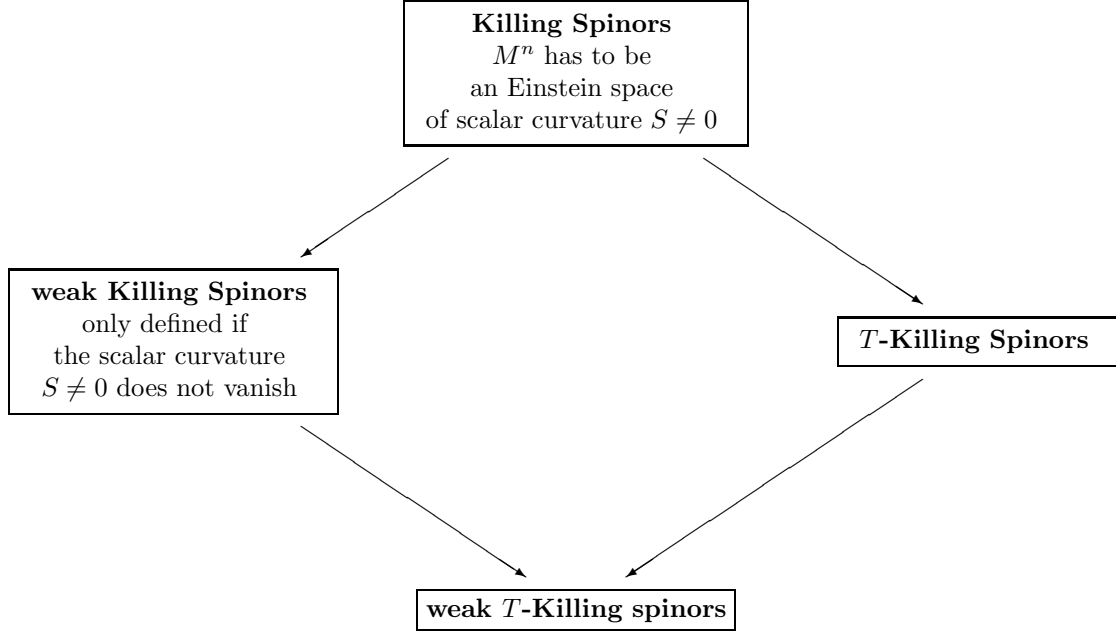 Killing Spinors
Mⁿ has to be
an Einstein space
of scalar curvature S ≠ 0
weak Killing Spinors
only defined if
the scalar curvature
S ≠ 0 does not vanish
T-Killing Spinors
weak T-Killing spinors